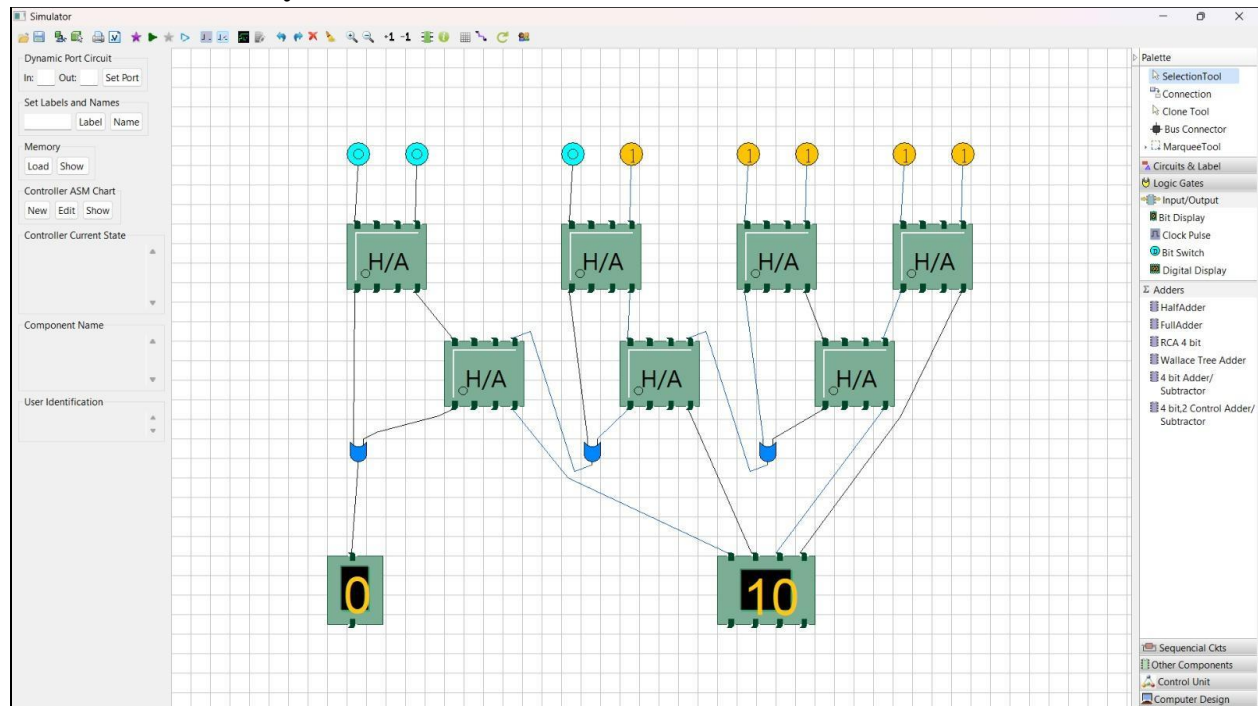 Simulator
+1 -1
Dynamic Port Circuit
In: Out: Set Port
Set Labels and Names
Label Name
Memory
Load Show
Controller ASM Chart
New Edit Show
Controller Current State
Component Name
User Identification
0 0 0 1 1 1 1 1
H/A H/A H/A H/A
H/A H/A H/A
0 10
Palette
SelectionTool
Connection
Clone Tool
Bus Connector
MarqueeTool
Circuits & Label
Logic Gates
Input/Output
Bit Display
Clock Pulse
Bit Switch
Digital Display
Σ Adders
HalfAdder
FullAdder
RCA 4 bit
Wallace Tree Adder
4 bit Adder/
Subtractor
4 bit,2 Control Adder/
Subtractor
Sequencial Ckts
Other Components
Control Unit
Computer Design